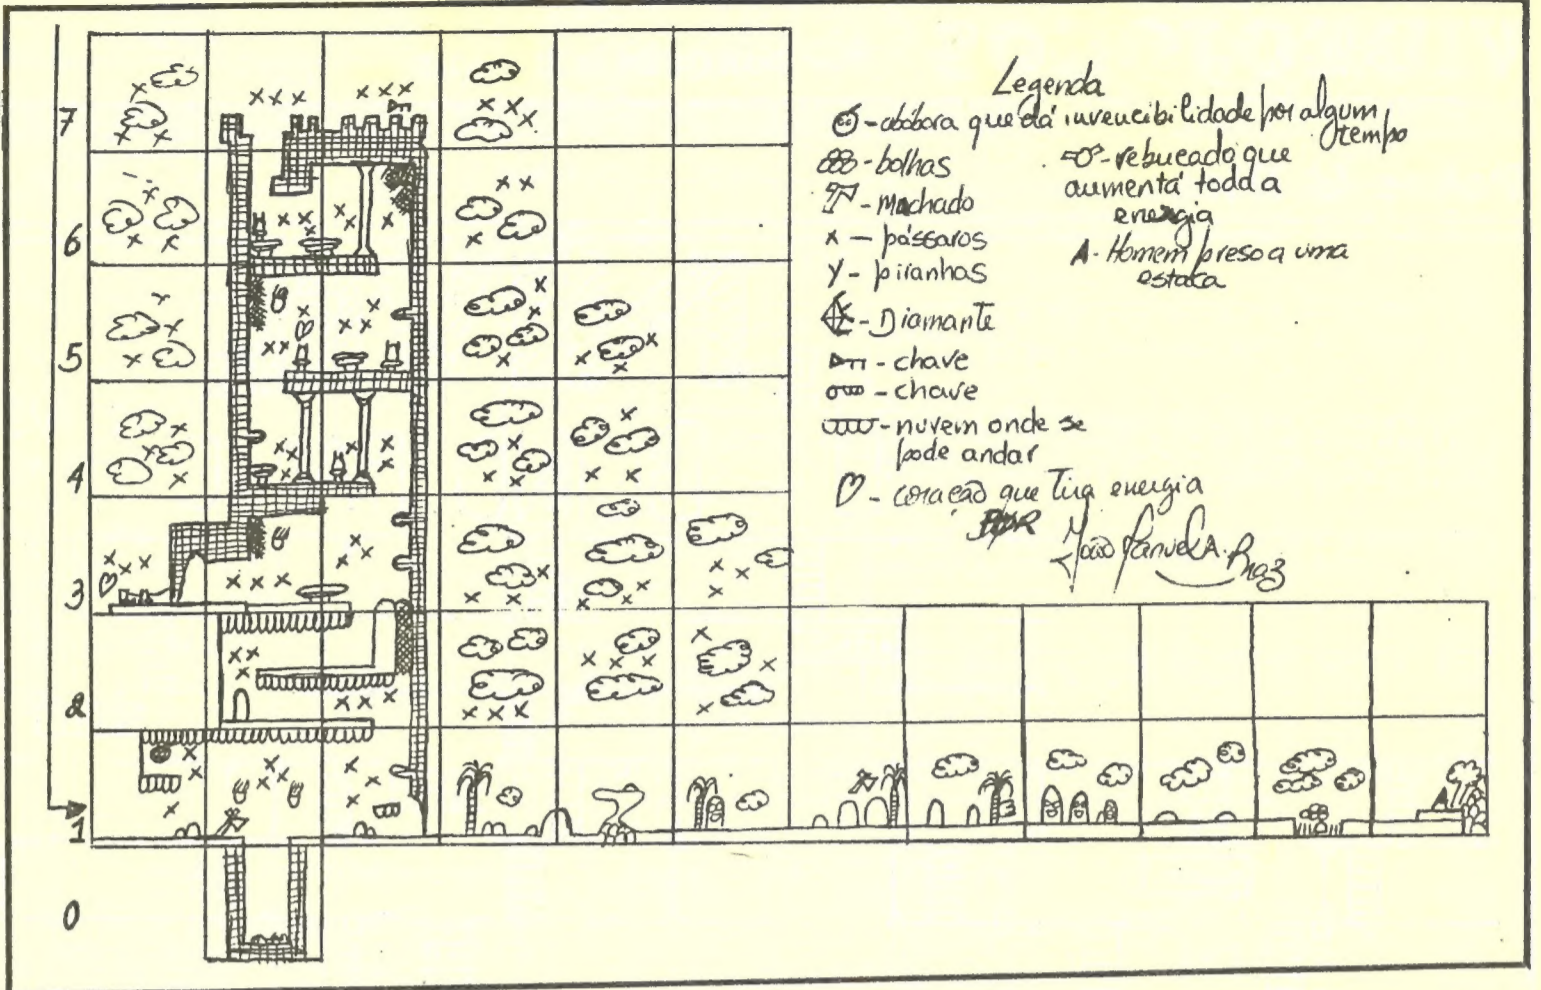 7
6
5
4
3
2
1
0
Legenda
- abóbora que dá invencibilidade por algum
tempo
- bolhas
- machado
x - pássaros
Y - piranhas
- Diamante
- chave
- chave
- nuvem onde se
pode andar
- coração que tira energia
- rebuçado que
aumenta toda a
energia
A - Homem preso a uma
estaca
POR
João Manuel A.